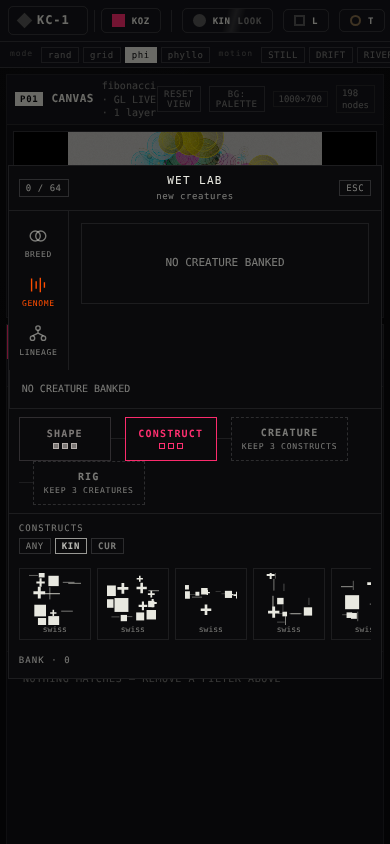 KC-1
KOZ
KIN LOOK
L
T
mode
rand
grid
phi
phyllo
motion
STILL
DRIFT
RIVE
P01
CANVAS
fibonacci
· GL LIVE
· 1 layer
RESET
VIEW
BG:
PALETTE
1000×700
198
nodes
0 / 64
WET LAB
new creatures
ESC
BREED
GENOME
LINEAGE
NO CREATURE BANKED
NO CREATURE BANKED
SHAPE
CONSTRUCT
CREATURE
KEEP 3 CONSTRUCTS
RIG
KEEP 3 CREATURES
CONSTRUCTS
ANY
KIN
CUR
swiss
swiss
swiss
swiss
swis
BANK · 0
NOTHING MATCHES — REMOVE A FILTER ABOVE